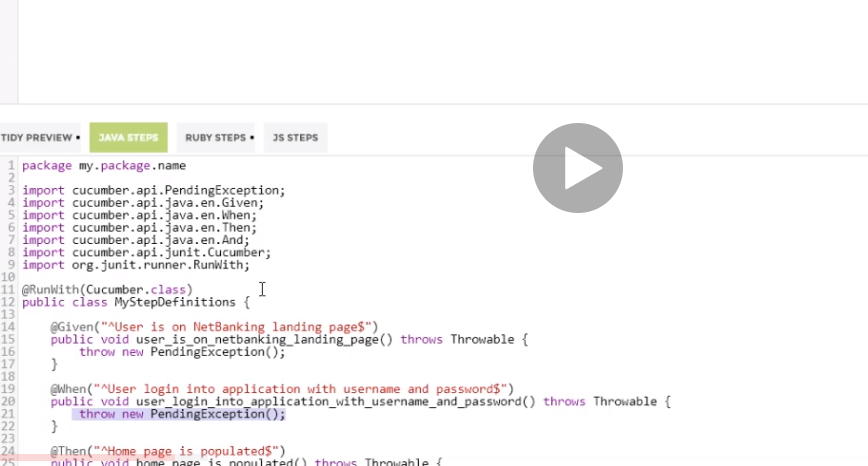 TIDY PREVIEW • JAVA STEPS RUBY STEPS • JS STEPS
1 package my.package.name
2
3 import cucumber.api.PendingException;
4 import cucumber.api.java.en.Given;
5 import cucumber.api.java.en.When;
6 import cucumber.api.java.en.Then;
7 import cucumber.api.java.en.And;
8 import cucumber.api.junit.Cucumber;
9 import org.junit.runner.RunWith;
10
11 @RunWith(Cucumber.class)
12 public class MyStepDefinitions {
13
14 @Given("^User is on NetBanking landing page$")
15 public void user_is_on_netbanking_landing_page() throws Throwable {
16 throw new PendingException();
17 }
18
19 @When("^User login into application with username and password$")
20 public void user_login_into_application_with_username_and_password() throws Throwable {
21 throw new PendingException();
22 }
23
24 @Then("^Home page is populated$")
25 public void home_page_is_populated() throws Throwable {